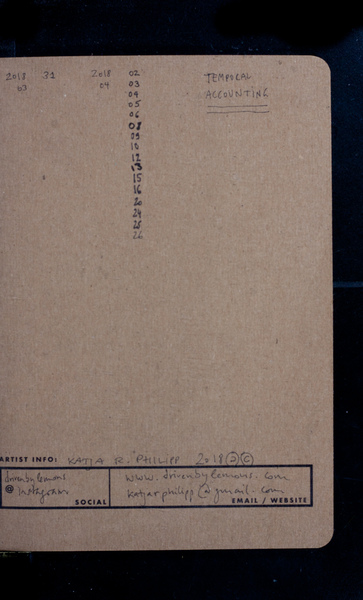 2018 31 2018 02 TEMPORAL
03 04 03
04 ACCOUNTING
05
06
07
09
10
12
13
15
16
20
24
25
26
ARTIST INFO: KATJA R. PHILIPP 2018 Ⓟ Ⓒ
drivenbylemons www.drivenbylemons.com
@ Instagram katjarphilipp@gmail.com
SOCIAL EMAIL / WEBSITE